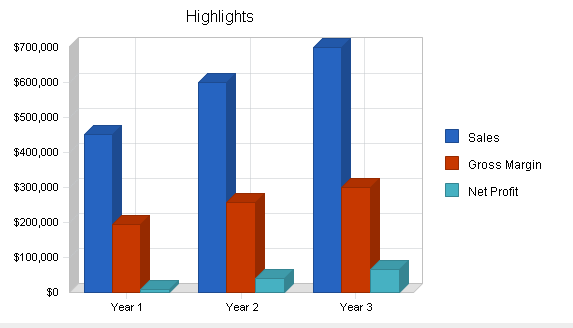 Highlights
$700,000
$600,000
$500,000
$400,000
$300,000
$200,000
$100,000
$0
Year 1
Year 2
Year 3
Sales
Gross Margin
Net Profit